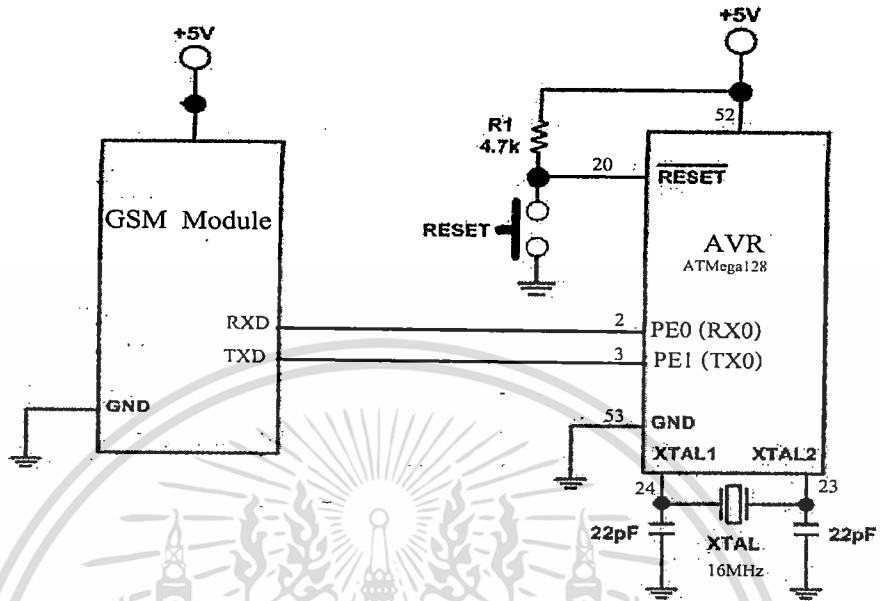 +5V
GSM Module
RXD
TXD
GND
+5V
52
R1
4.7k
20
RESET
RESET
AVR
ATMega128
2
PE0 (RX0)
3
PE1 (TX0)
53
GND
XTAL1
XTAL2
24
23
22pF
XTAL
16MHz
22pF